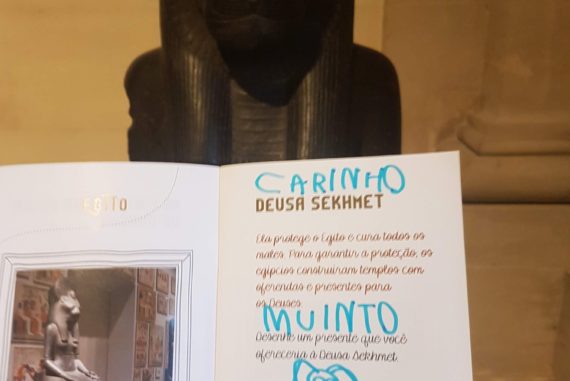 EGITO
CARINHO
DEUSA SEKHMET
Ela protege o Egito e cura todos os
males. Para garantir a proteção, os
egípcios construíram templos com
oferendas e presentes para
os Deuses.
MUINTO
Desenhe um presente que você
ofereceria à Deusa Sekhmet